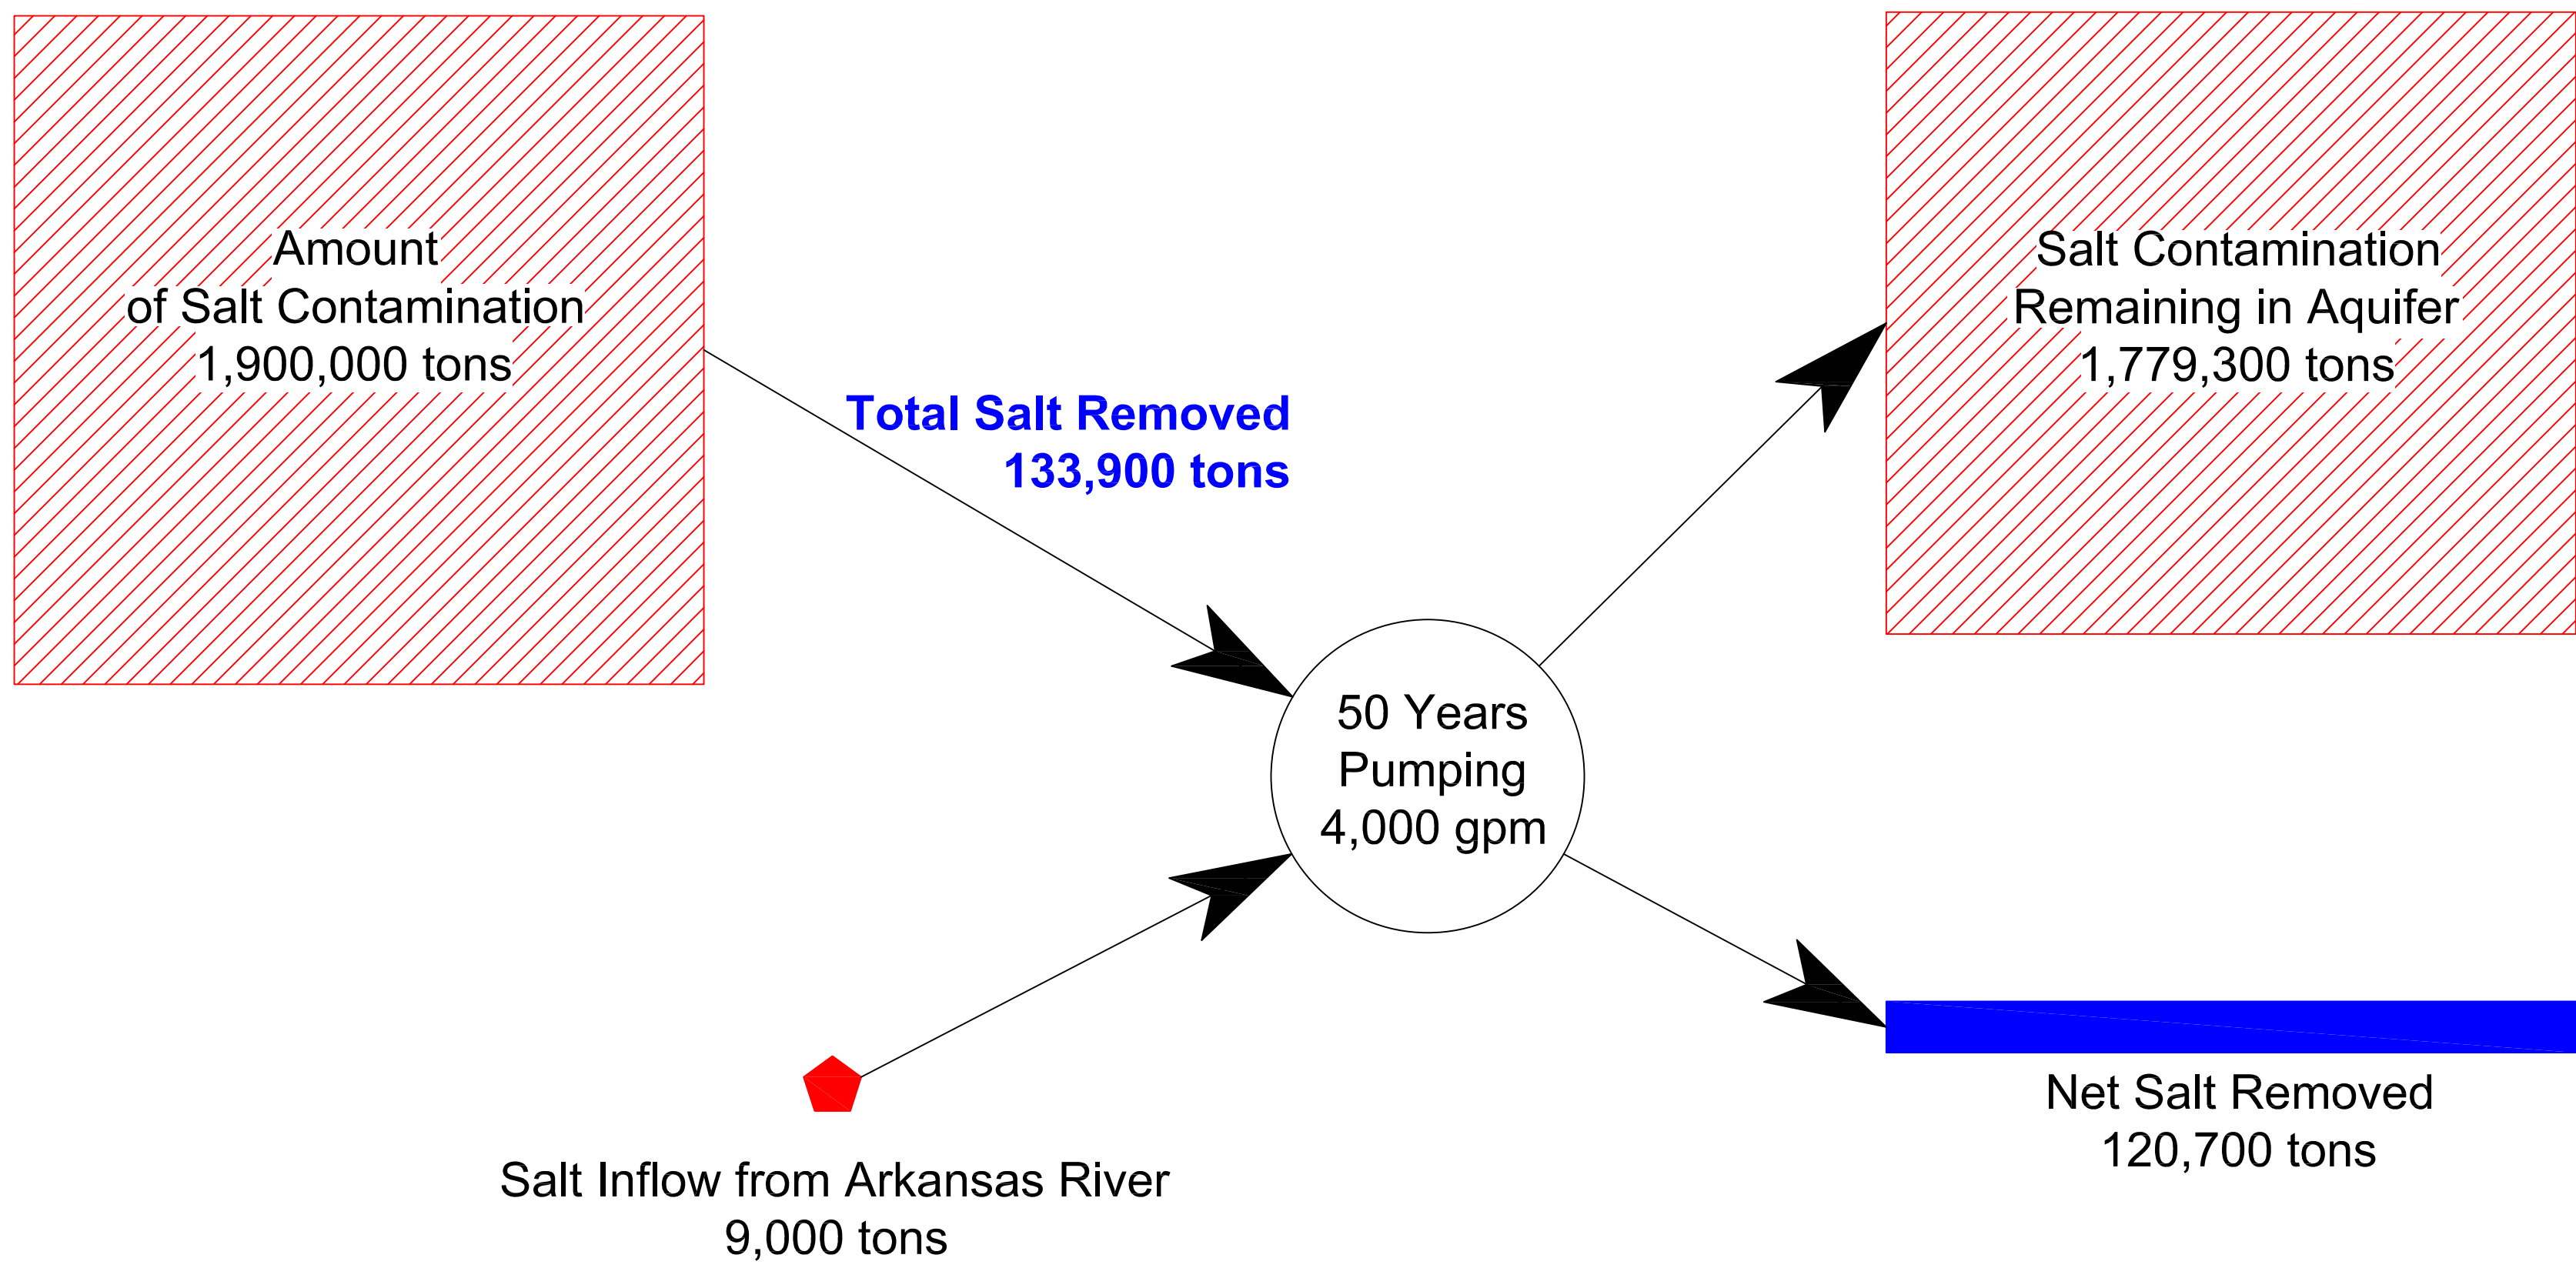 Amount
of Salt Contamination
1,900,000 tons
Total Salt Removed
133,900 tons
Salt Contamination
Remaining in Aquifer
1,779,300 tons
50 Years
Pumping
4,000 gpm
Salt Inflow from Arkansas River
9,000 tons
Net Salt Removed
120,700 tons